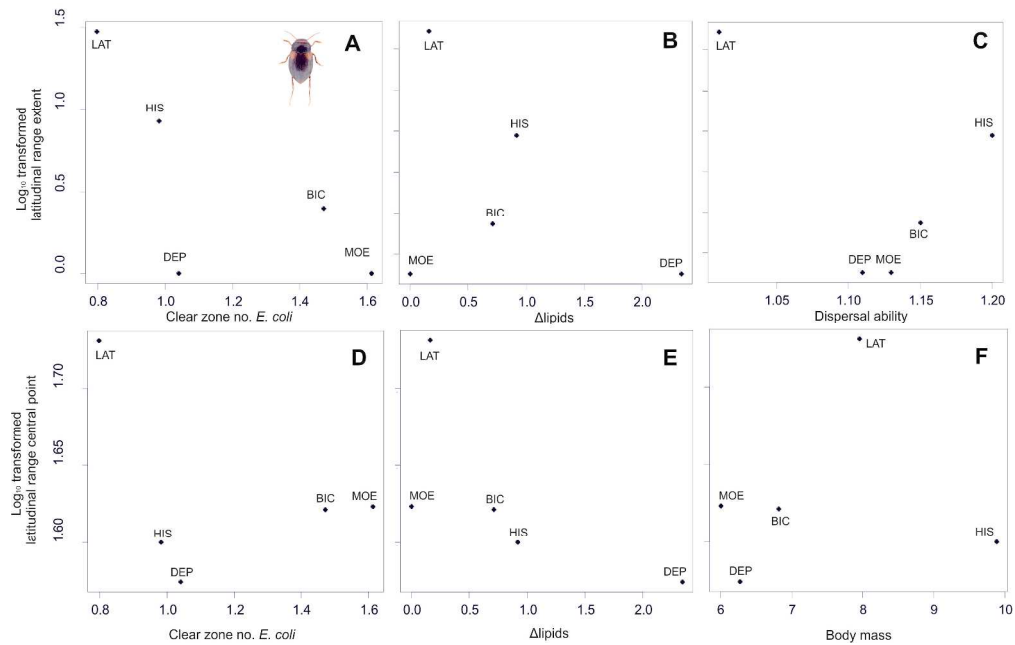 Log₁₀ transformed
latitudinal range extent
1.5
1.0
0.5
0.0
A
LAT
HIS
BIC
DEP
MOE
0.8 1.0 1.2 1.4 1.6
Clear zone no. E. coli
B
LAT
HIS
BIC
MOE
DEP
0.0 0.5 1.0 1.5 2.0
Δlipids
C
LAT
HIS
BIC
DEP MOE
1.05 1.10 1.15 1.20
Dispersal ability
Log₁₀ transformed
latitudinal range central point
1.70
1.65
1.60
D
LAT
BIC MOE
HIS
DEP
0.8 1.0 1.2 1.4 1.6
Clear zone no. E. coli
E
LAT
MOE
BIC
HIS
DEP
0.0 0.5 1.0 1.5 2.0
Δlipids
F
LAT
MOE
BIC
HIS
DEP
6 7 8 9 10
Body mass